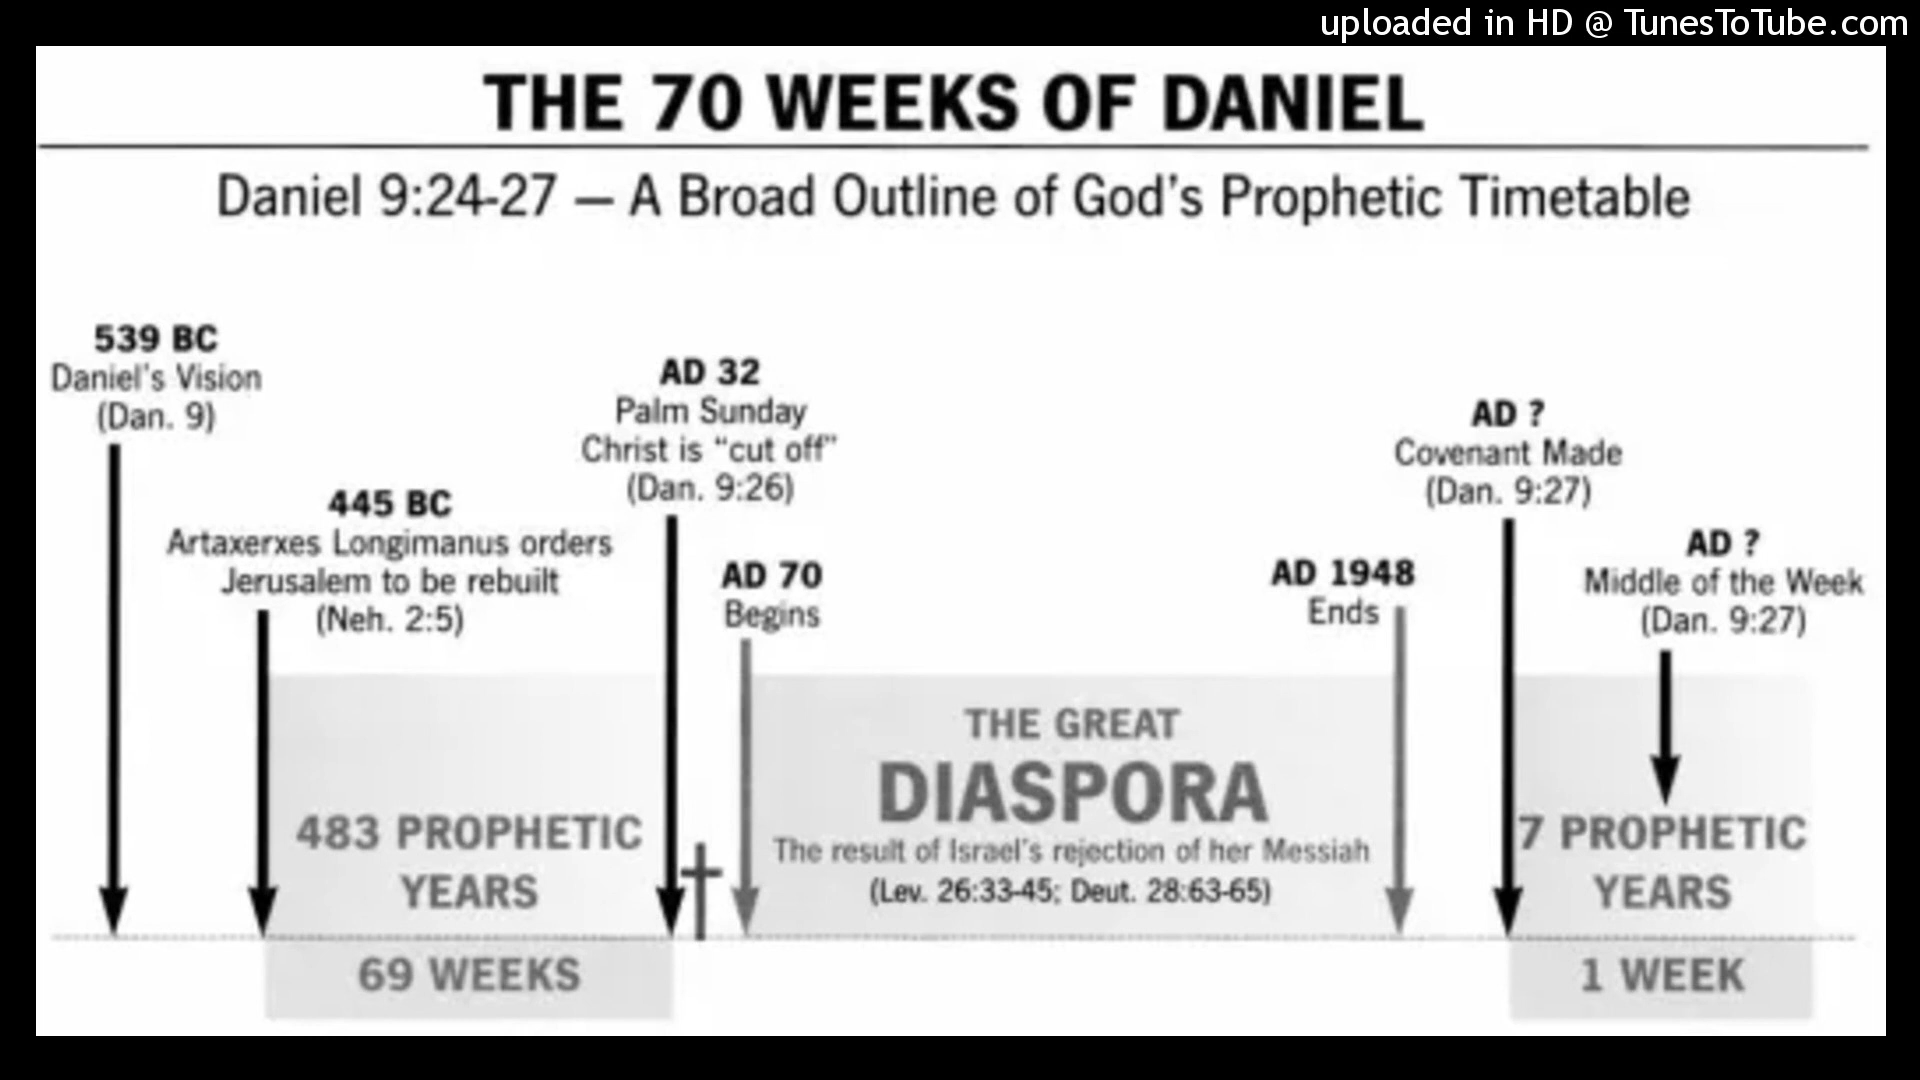 uploaded in HD @ TunesToTube.com
THE 70 WEEKS OF DANIEL
Daniel 9:24-27 — A Broad Outline of God's Prophetic Timetable
539 BC
Daniel's Vision
(Dan. 9)
445 BC
Artaxerxes Longimanus orders
Jerusalem to be rebuilt
(Neh. 2:5)
AD 32
Palm Sunday
Christ is “cut off”
(Dan. 9:26)
AD 70
Begins
AD 1948
Ends
AD ?
Covenant Made
(Dan. 9:27)
AD ?
Middle of the Week
(Dan. 9:27)
483 PROPHETIC
YEARS
69 WEEKS
THE GREAT
DIASPORA
The result of Israel's rejection of her Messiah
(Lev. 26:33-45; Deut. 28:63-65)
7 PROPHETIC
YEARS
1 WEEK